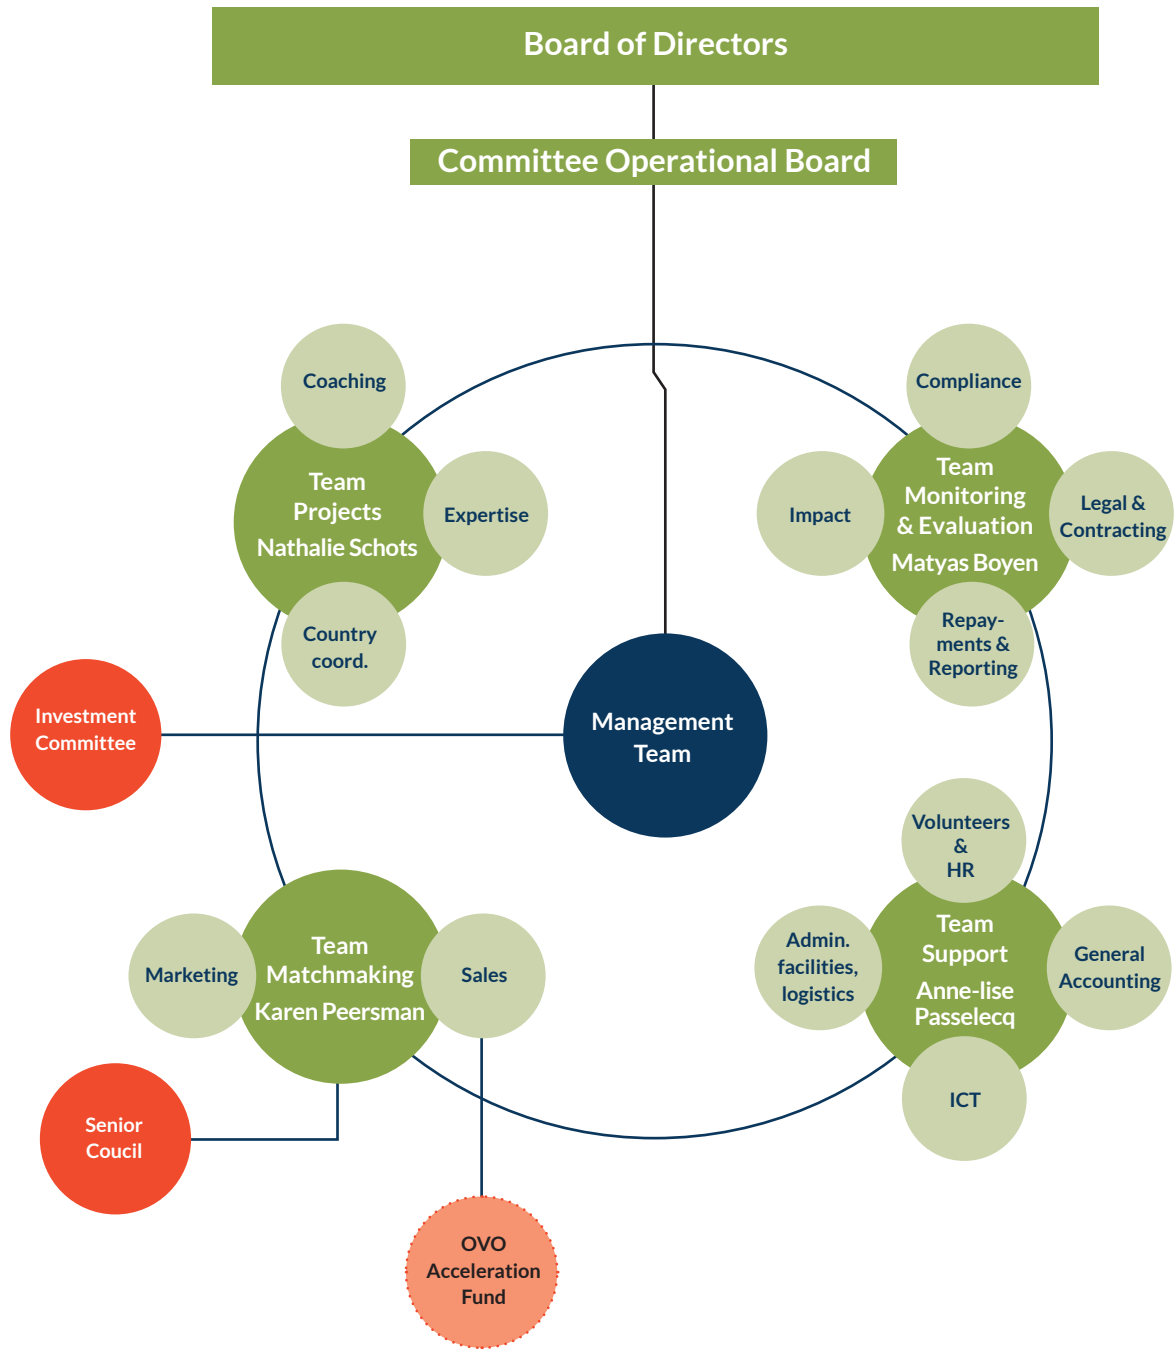 Board of Directors
Committee Operational Board
Coaching
Team
Projects
Nathalie Schots
Expertise
Country
coord.
Compliance
Team
Monitoring
& Evaluation
Matyas Boyen
Impact
Legal &
Contracting
Repay-
ments &
Reporting
Investment
Committee
Management
Team
Volunteers
&
HR
Team
Support
Anne-lise
Passelecq
Admin.
facilities,
logistics
General
Accounting
ICT
Marketing
Team
Matchmaking
Karen Peersman
Sales
Senior
Coucil
OVO
Acceleration
Fund